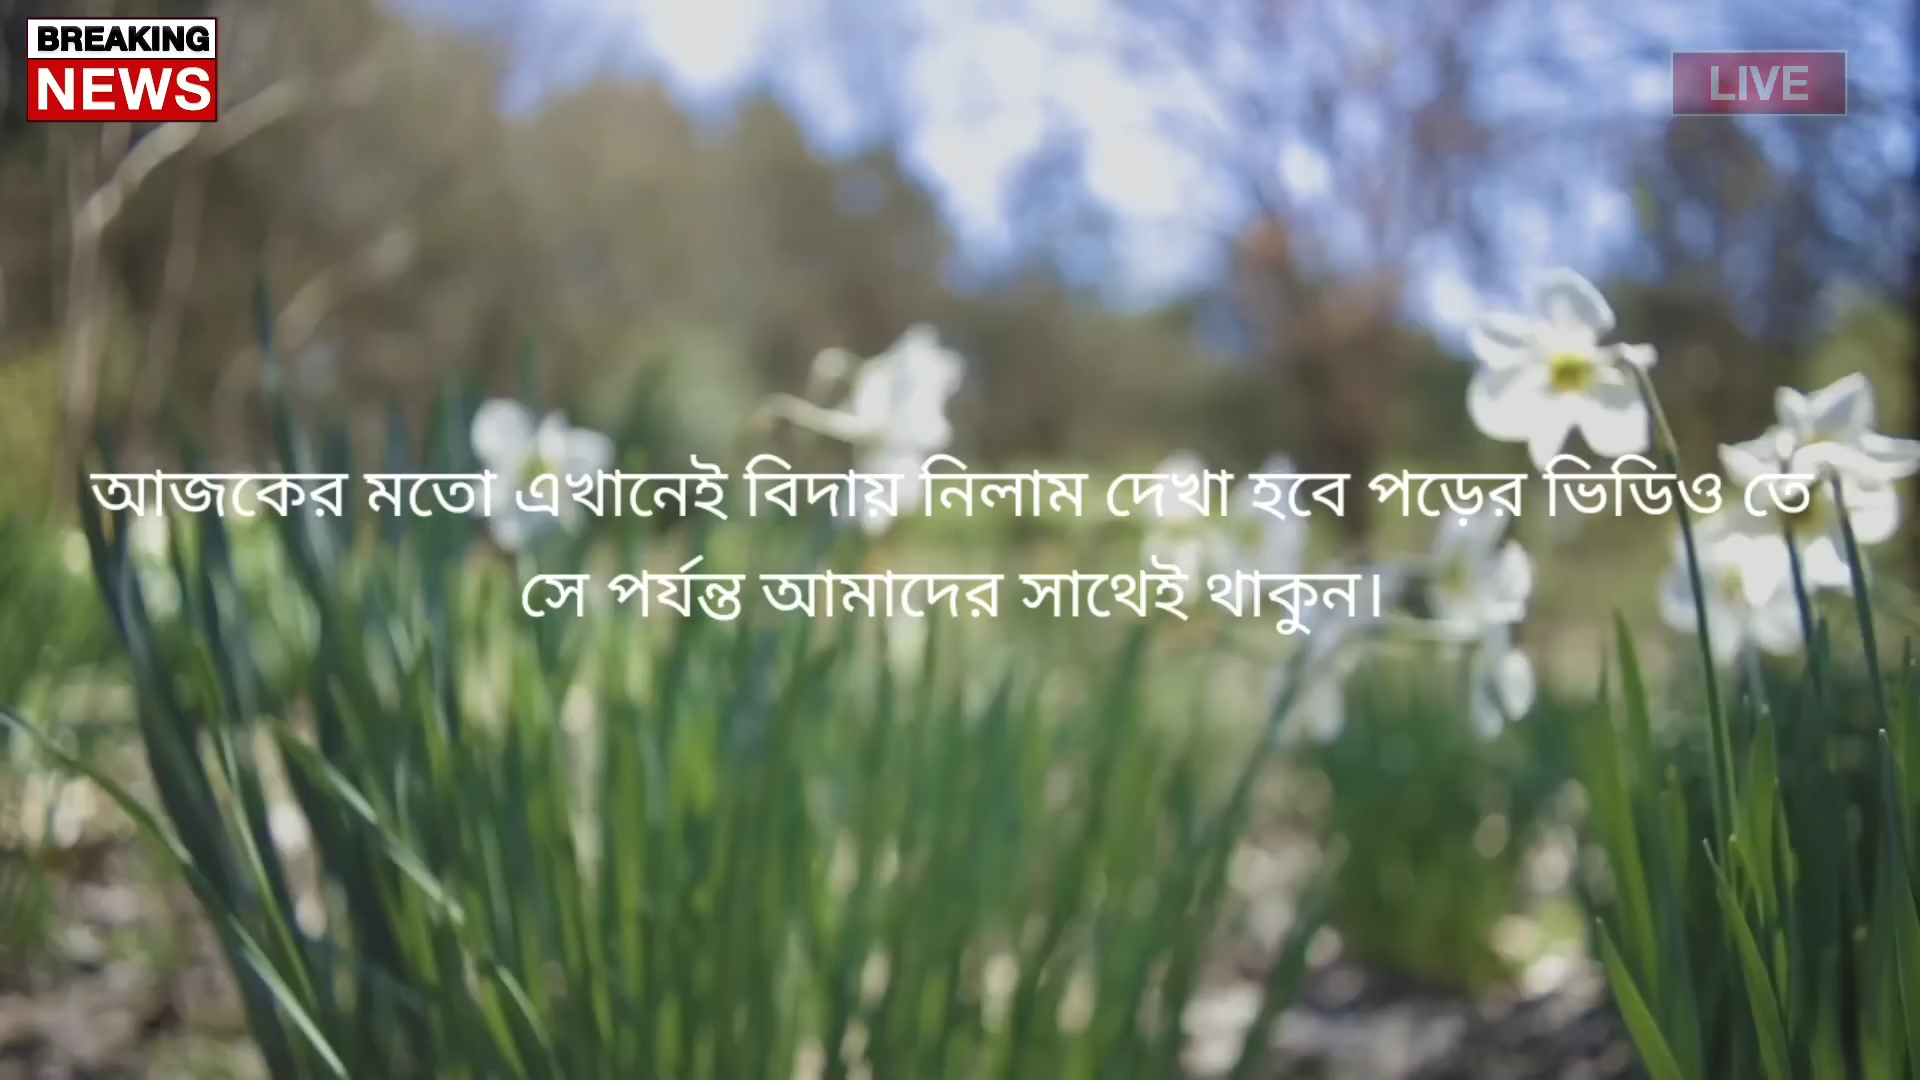 BREAKING
NEWS
LIVE
আজকের মতো এখানেই বিদায় নিলাম দেখা হবে পড়ের ভিডিও তে
সে পর্যন্ত আমাদের সাথেই থাকুন।